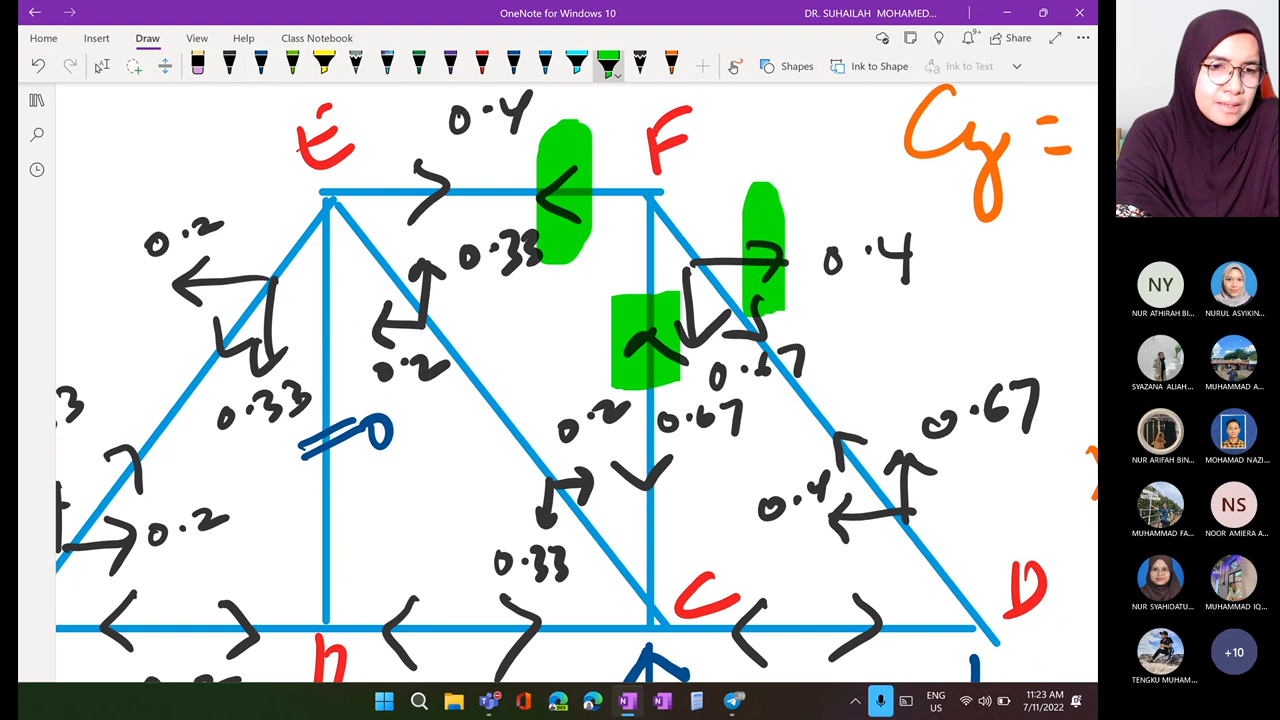 OneNote for Windows 10
DR. SUHAILAH MOHAMED...
Home Insert Draw View Help Class Notebook
Share
Shapes
Ink to Shape
Ink to Text
E
0.4
F
Cy =
0.2
0.33
0.4
0.2
0.67
0.33
0
0.2
0.67
0.67
3
0.4
0.2
0.33
C
D
NY
NUR ATHIRAH BI...
NURUL ASYIKIN...
SYAZANA ALIAH...
MUHAMMAD A...
NUR ARIFAH BIN...
MOHAMAD NAZI...
NS
MUHAMMAD FA...
NOOR AMIERA A...
NUR SYAHIDATU...
MUHAMMAD IQ...
+10
TENGKU MUHAM...
ENG
US
11:23 AM
7/11/2022